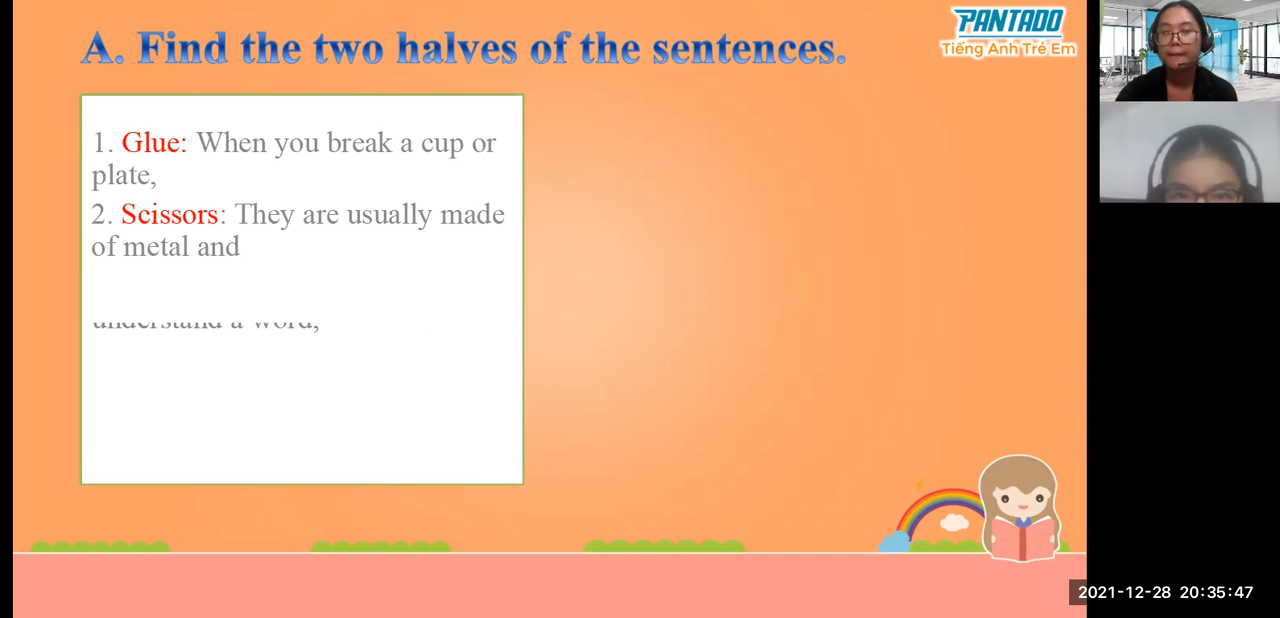 A. Find the two halves of the sentences.
PANTADO
Tiếng Anh Trẻ Em
1. Glue: When you break a cup or
plate,
2. Scissors: They are usually made
of metal and
understand a word,
2021-12-28 20:35:47